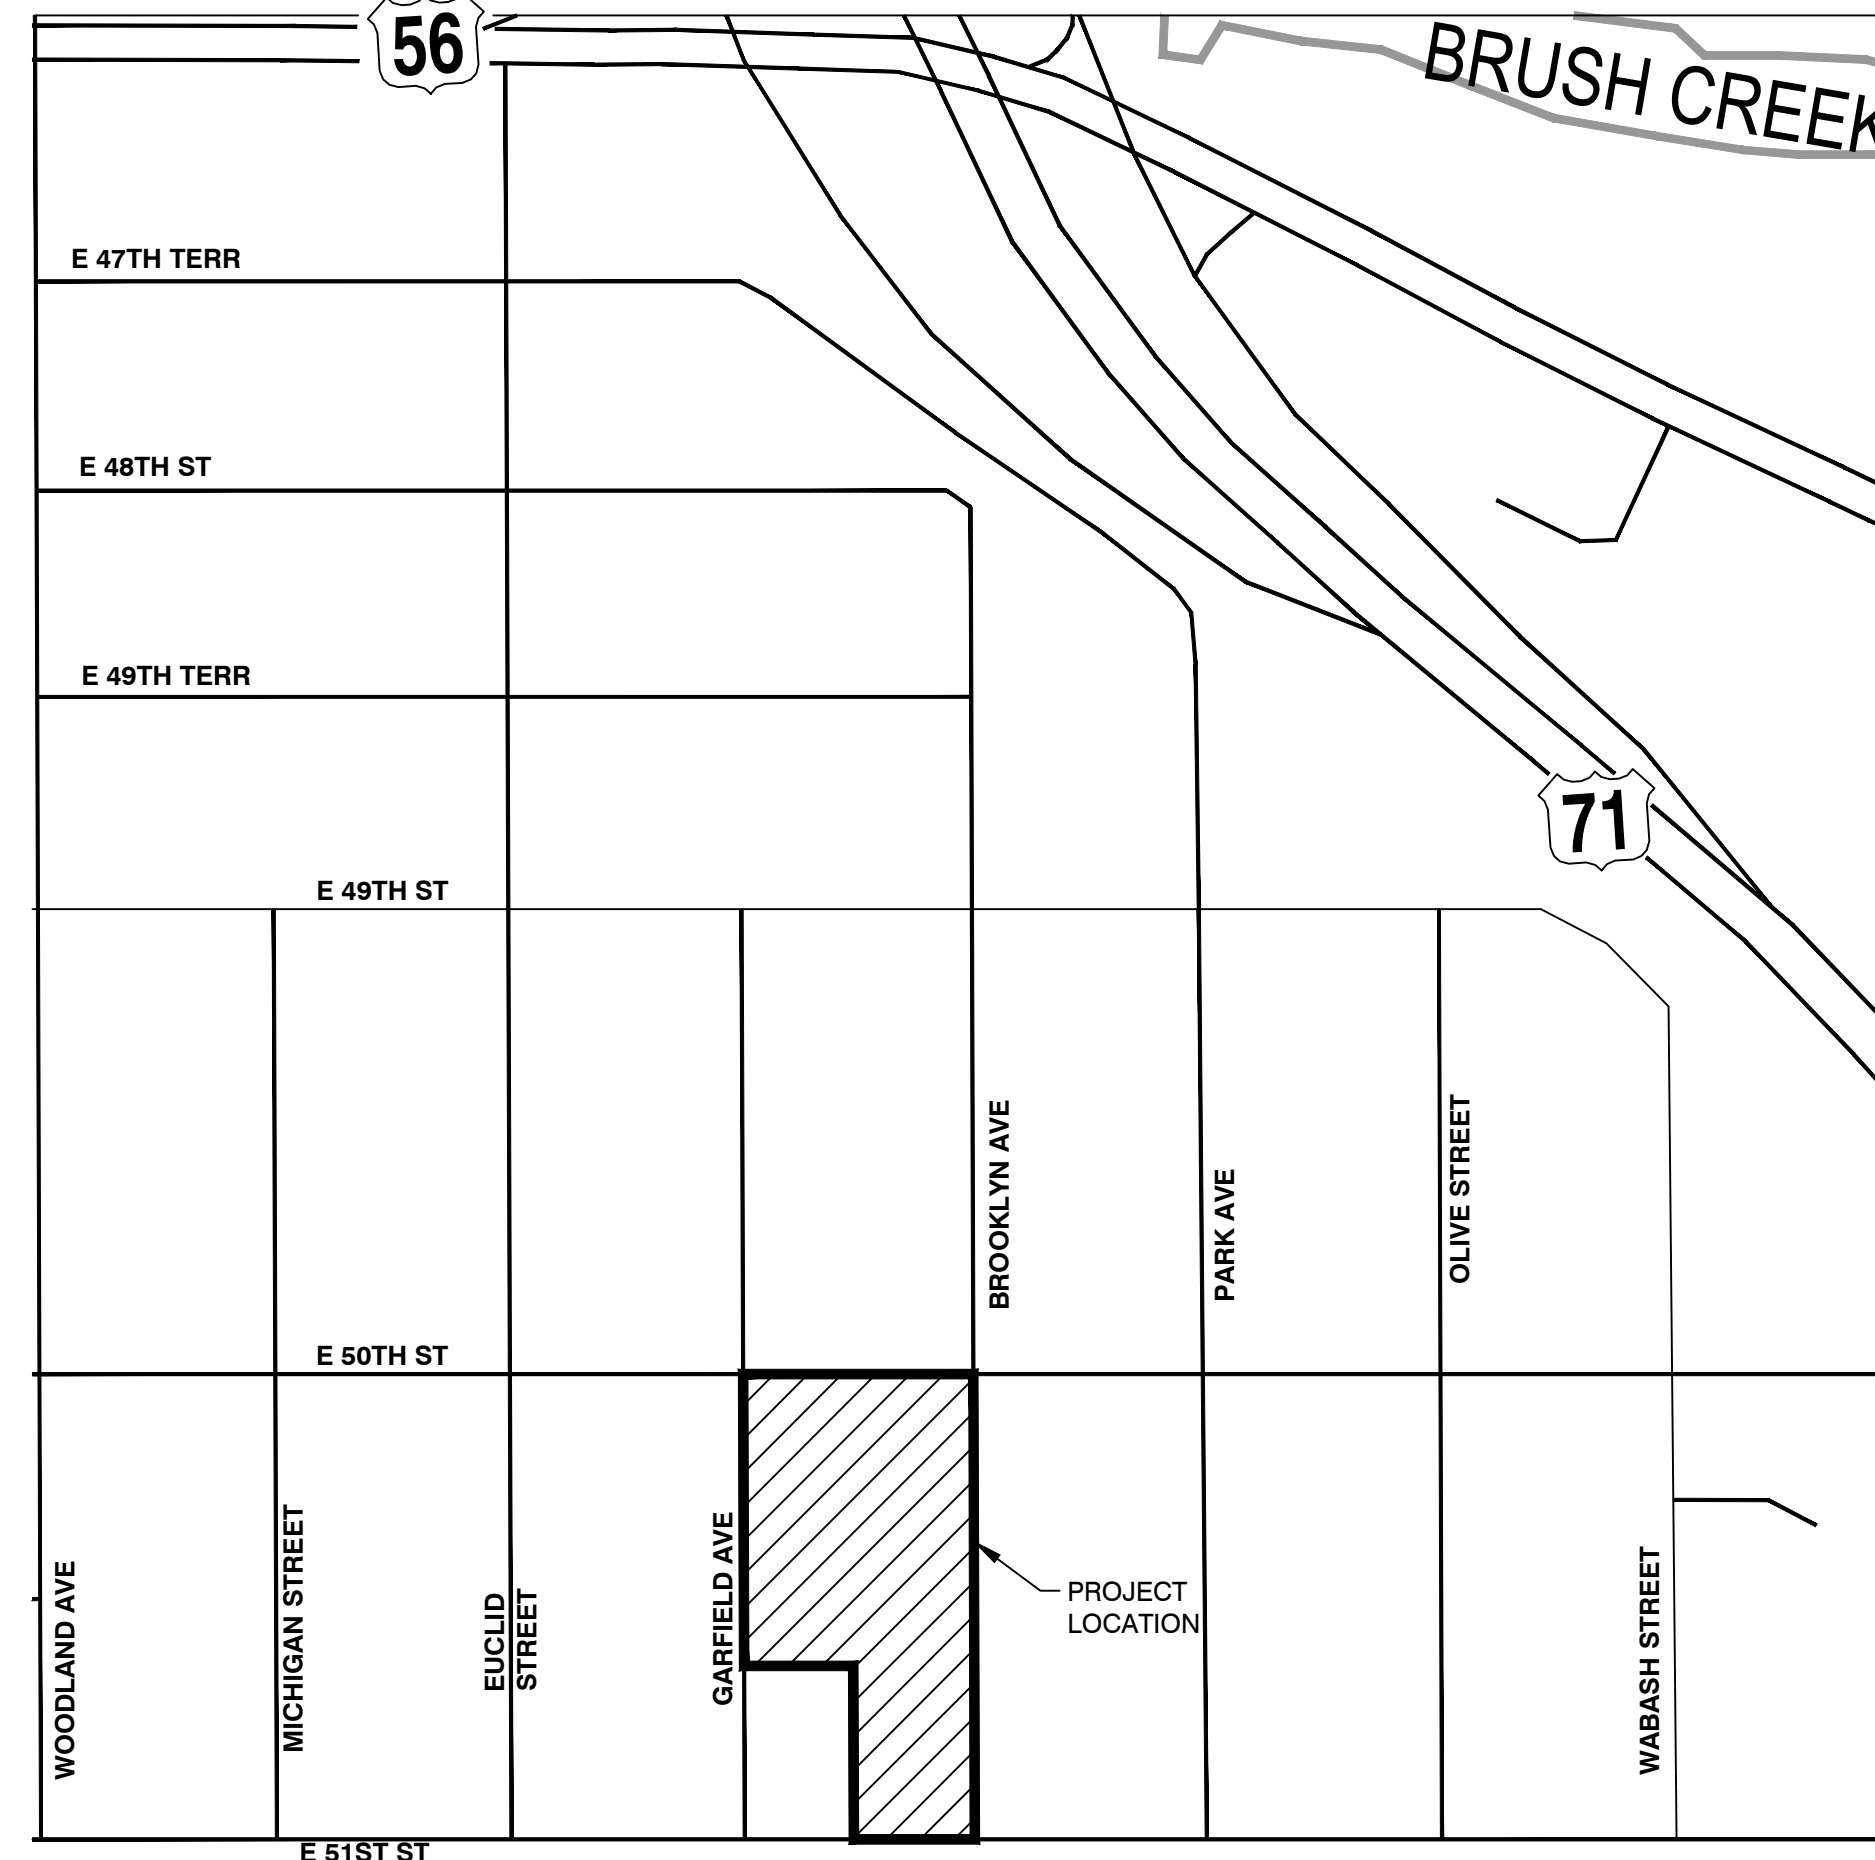 56
BRUSH CREEK
E 47TH TERR
E 48TH ST
E 49TH TERR
71
E 49TH ST
BROOKLYN AVE
PARK AVE
OLIVE STREET
E 50TH ST
WOODLAND AVE
MICHIGAN STREET
EUCLID
STREET
GARFIELD AVE
PROJECT
LOCATION
WABASH STREET
E 51ST ST